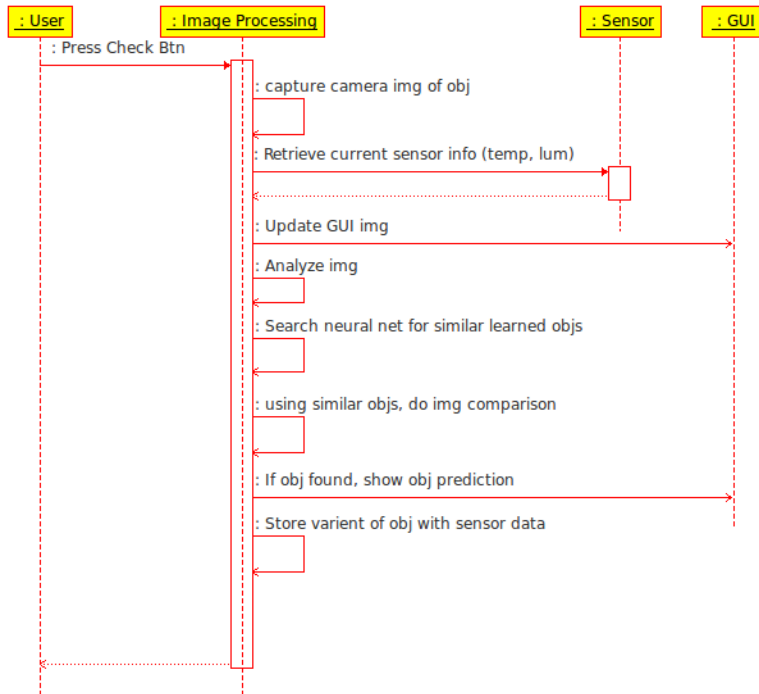 : User
: Image Processing
: Sensor
: GUI
: Press Check Btn
: capture camera img of obj
: Retrieve current sensor info (temp, lum)
: Update GUI img
: Analyze img
: Search neural net for similar learned objs
: using similar objs, do img comparison
: If obj found, show obj prediction
: Store varient of obj with sensor data